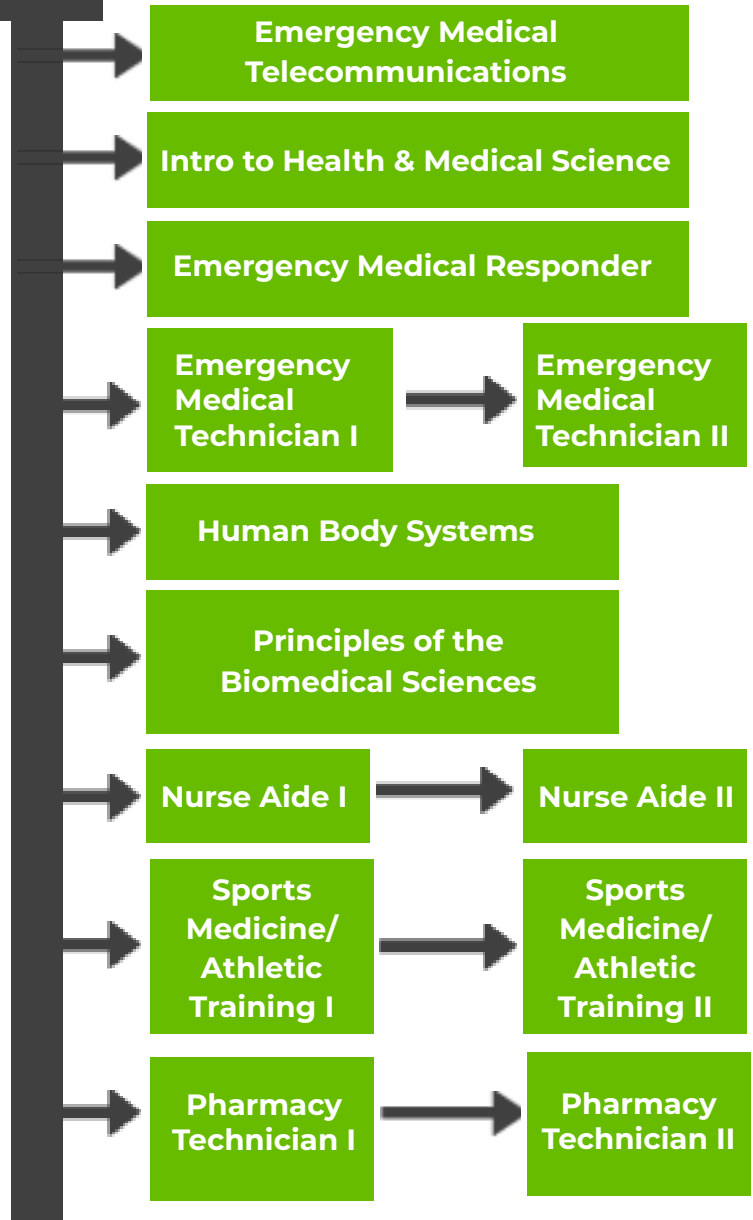 Emergency Medical
Telecommunications
Intro to Health & Medical Science
Emergency Medical Responder
Emergency
Medical
Technician I
Emergency
Medical
Technician II
Human Body Systems
Principles of the
Biomedical Sciences
Nurse Aide I
Nurse Aide II
Sports
Medicine/
Athletic
Training I
Sports
Medicine/
Athletic
Training II
Pharmacy
Technician I
Pharmacy
Technician II